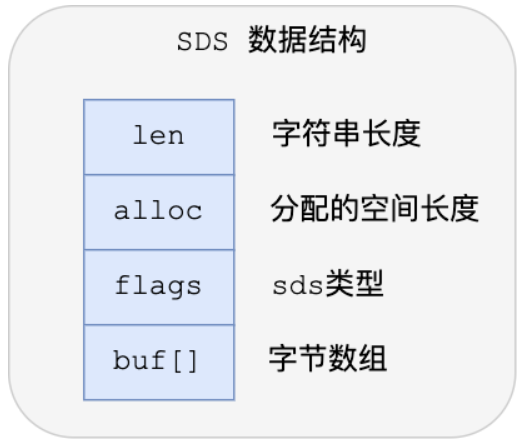 SDS 数据结构
len 字符串长度
alloc 分配的空间长度
flags sds类型
buf[] 字节数组